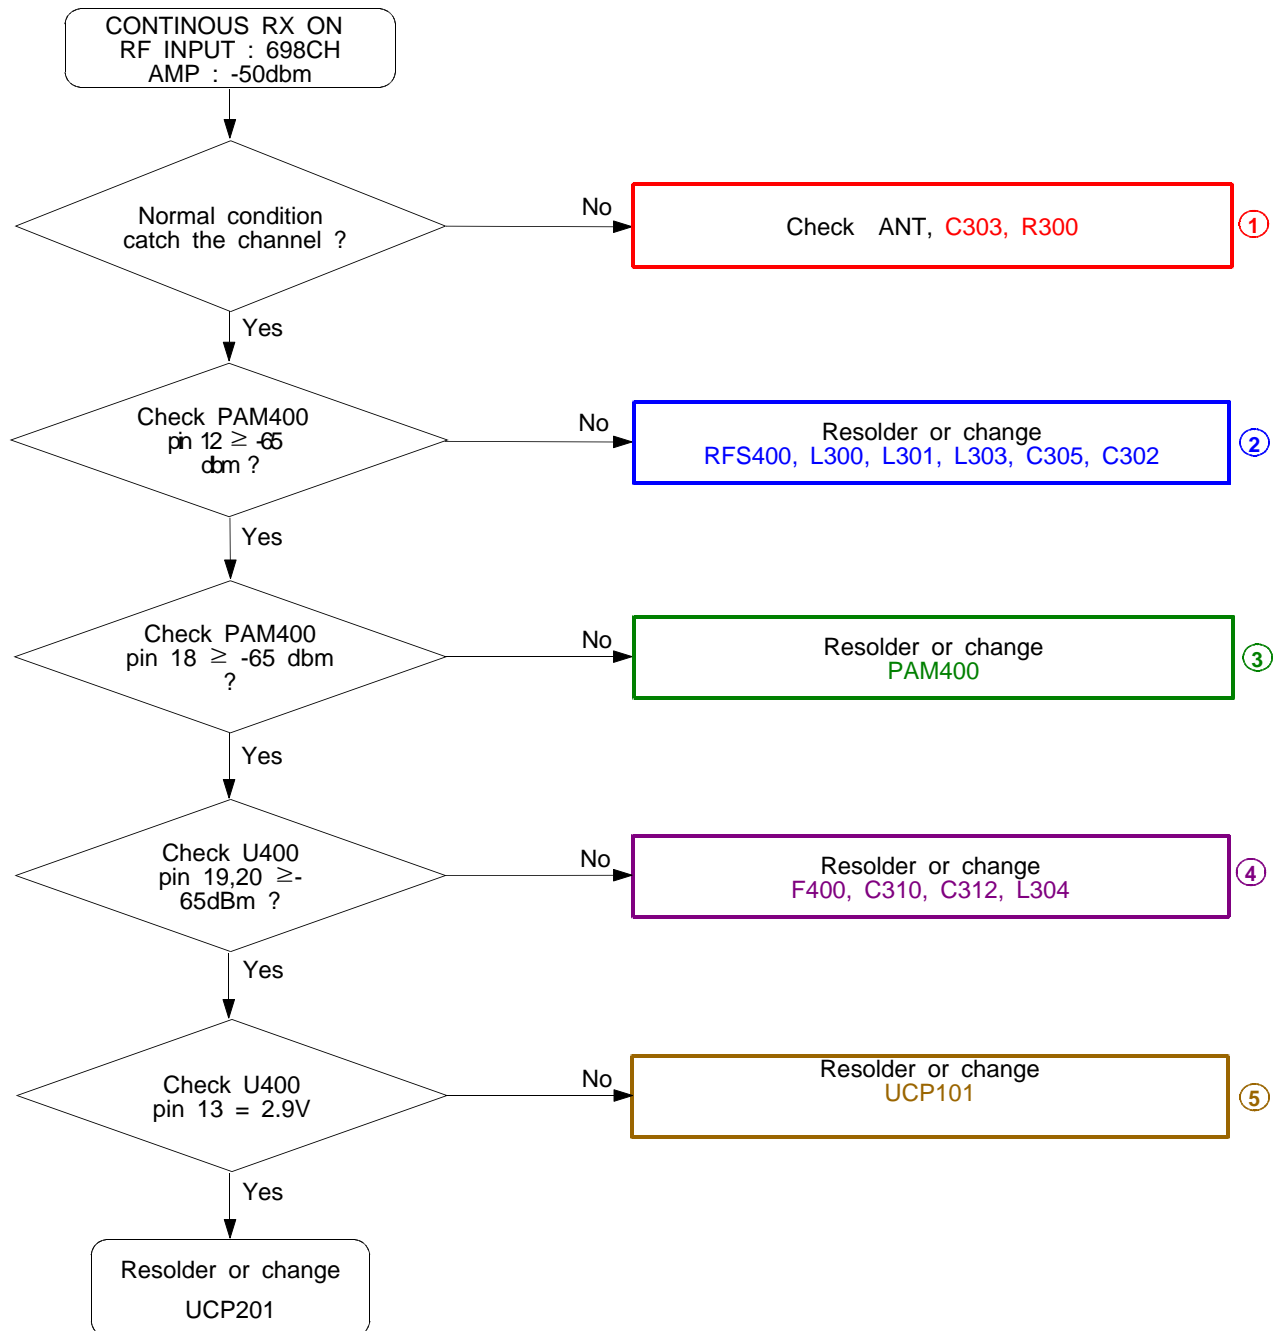 CONTINOUS RX ON
RF INPUT : 698CH
AMP : -50dbm
Normal condition
catch the channel ?
No
Check ANT, C303, R300
1
Yes
Check PAM400
pin 12 ≥ -65
dbm ?
No
Resolder or change
RFS400, L300, L301, L303, C305, C302
2
Yes
Check PAM400
pin 18 ≥ -65 dbm
?
No
Resolder or change
PAM400
3
Yes
Check U400
pin 19,20 ≥-
65dBm ?
No
Resolder or change
F400, C310, C312, L304
4
Yes
Check U400
pin 13 = 2.9V
No
Resolder or change
UCP101
5
Yes
Resolder or change
UCP201